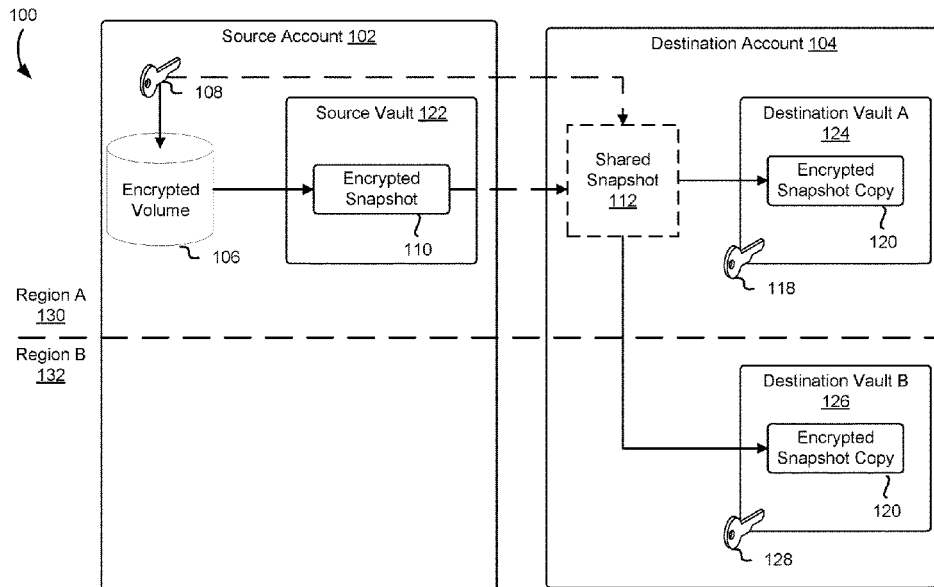 100
Source Account 102
Destination Account 104
108
Source Vault 122
Destination Vault A
124
Encrypted
Volume
Encrypted
Snapshot
Shared
Snapshot
112
Encrypted
Snapshot Copy
110
120
106
118
Region A
130
Region B
132
Destination Vault B
126
Encrypted
Snapshot Copy
120
128